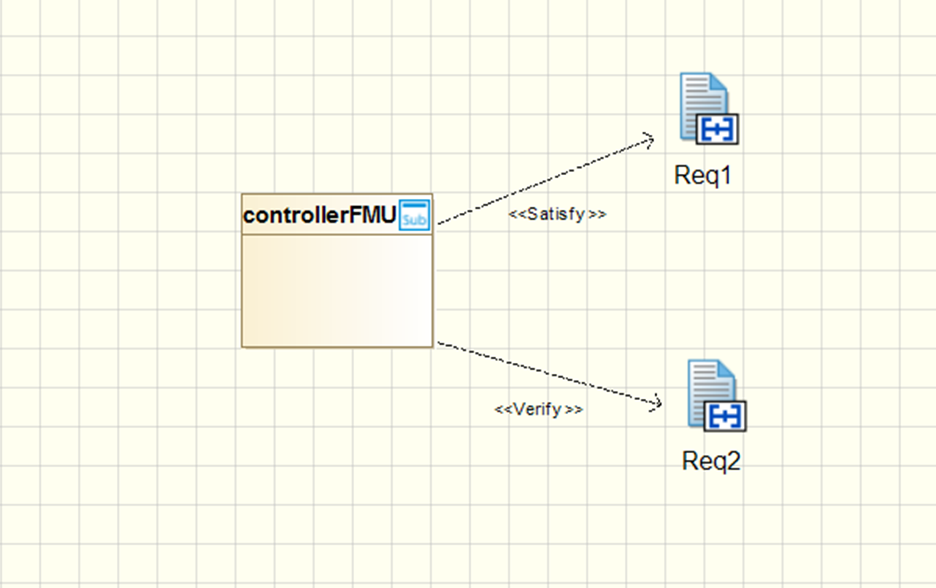 Req1
controllerFMU Sub
<<Satisfy>>
<<Verify>>
Req2